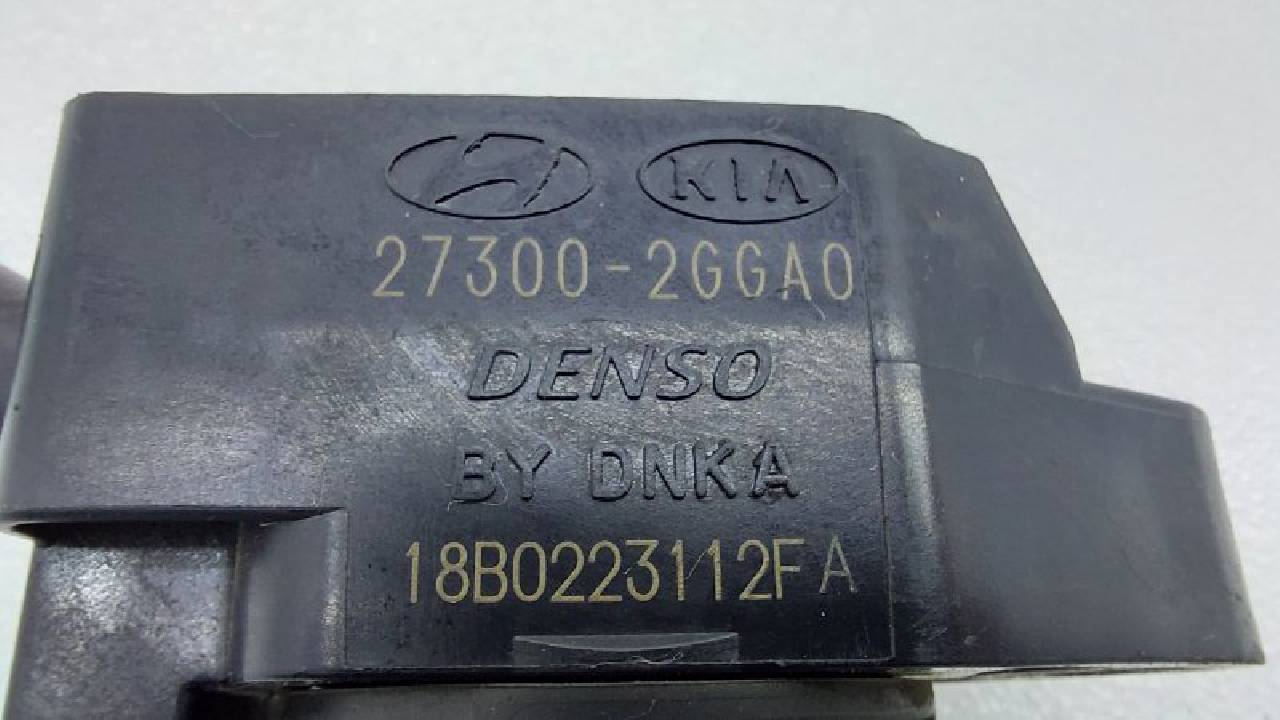 KIA
27300-2GGA0
DENSO
BY DNKA
18B0223112FA